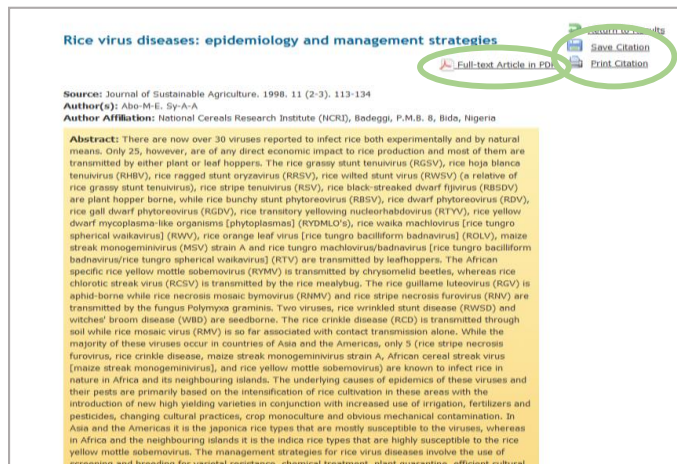 Return to Results
Rice virus diseases: epidemiology and management strategies
Save Citation
Full-text Article in PDF
Print Citation
Source: Journal of Sustainable Agriculture. 1998. 11 (2-3). 113-134
Author(s): Abo-M-E. Sy-A-A
Author Affiliation: National Cereals Research Institute (NCRI), Badeggi, P.M.B. 8, Bida, Nigeria
Abstract: There are now over 30 viruses reported to infect rice both experimentally and by natural
means. Only 25, however, are of any direct economic impact to rice production and most of them are
transmitted by either plant or leaf hoppers. The rice grassy stunt tenuivirus (RGSV), rice hoja blanca
tenuivirus (RHBV), rice ragged stunt oryzavirus (RRSV), rice wilted stunt virus (RWSV) (a relative of
rice grassy stunt tenuivirus), rice stripe tenuivirus (RSV), rice black-streaked dwarf fijivirus (RBSDV)
are plant hopper borne, while rice bunchy stunt phytoreovirus (RBSV), rice dwarf phytoreovirus (RDV),
rice gall dwarf phytoreovirus (RGDV), rice transitory yellowing nucleorhabdovirus (RTYV), rice yellow
dwarf mycoplasma-like organisms [phytoplasmas] (RYDMLO's), rice waika machlovirus [rice tungro
spherical waikavirus] (RWV), rice orange leaf virus [rice tungro bacilliform badnavirus] (ROLV), maize
streak monogeminivirus (MSV) strain A and rice tungro machlovirus/badnavirus [rice tungro bacilliform
badnavirus/rice tungro spherical waikavirus] (RTV) are transmitted by leafhoppers. The African
specific rice yellow mottle sobemovirus (RYMV) is transmitted by chrysomelid beetles, whereas rice
chlorotic streak virus (RCSV) is transmitted by the rice mealybug. The rice guillame luteovirus (RGV) is
aphid-borne while rice necrosis mosaic bymovirus (RNMV) and rice stripe necrosis furovirus (RNV) are
transmitted by the fungus Polymyxa graminis. Two viruses, rice wrinkled stunt disease (RWSD) and
witches' broom disease (WBD) are seedborne. The rice crinkle disease (RCD) is transmitted through
soil while rice mosaic virus (RMV) is so far associated with contact transmission alone. While the
majority of these viruses occur in countries of Asia and the Americas, only 5 (rice stripe necrosis
furovirus, rice crinkle disease, maize streak monogeminivirus strain A, African cereal streak virus
[maize streak monogeminivirus], and rice yellow mottle sobemovirus) are known to infect rice in
nature in Africa and its neighbouring islands. The underlying causes of epidemics of these viruses and
their pests are primarily based on the intensification of rice cultivation in these areas with the
introduction of new high yielding varieties in conjunction with increased use of irrigation, fertilizers and
pesticides, changing cultural practices, crop monoculture and obvious mechanical contamination. In
Asia and the Americas it is the japonica rice types that are mostly susceptible to the viruses, whereas
in Africa and the neighbouring islands it is the indica rice types that are highly susceptible to the rice
yellow mottle sobemovirus. The management strategies for rice virus diseases involve the use of
screening and breeding for varietal resistance, chemical treatment, plant quarantine, efficient cultural